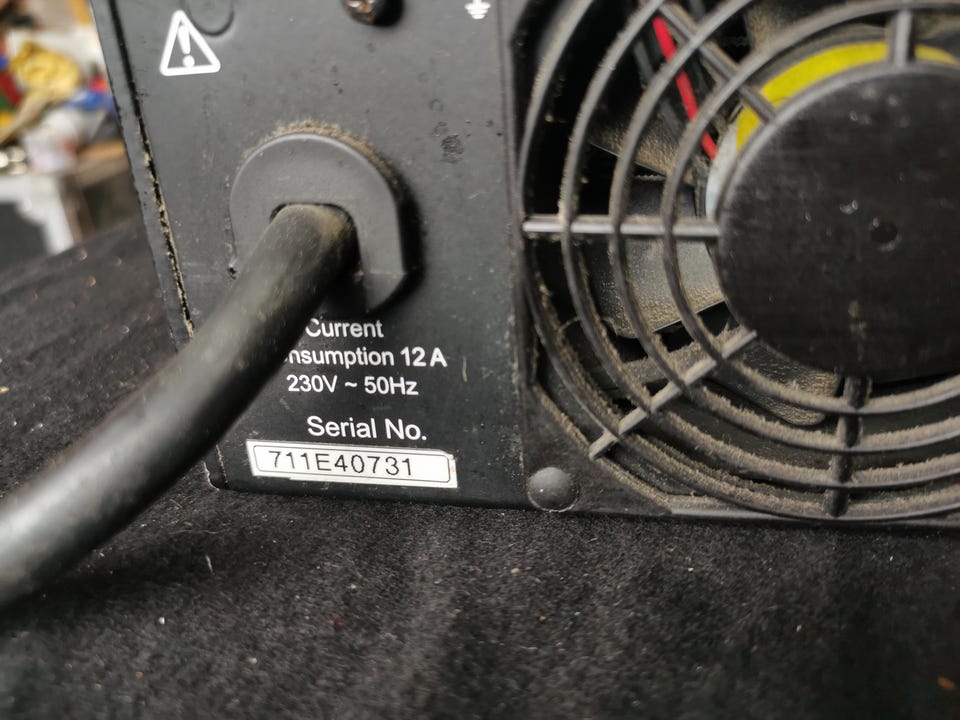 Current
nsumption 12 A
230V ~ 50Hz
Serial No.
711E40731